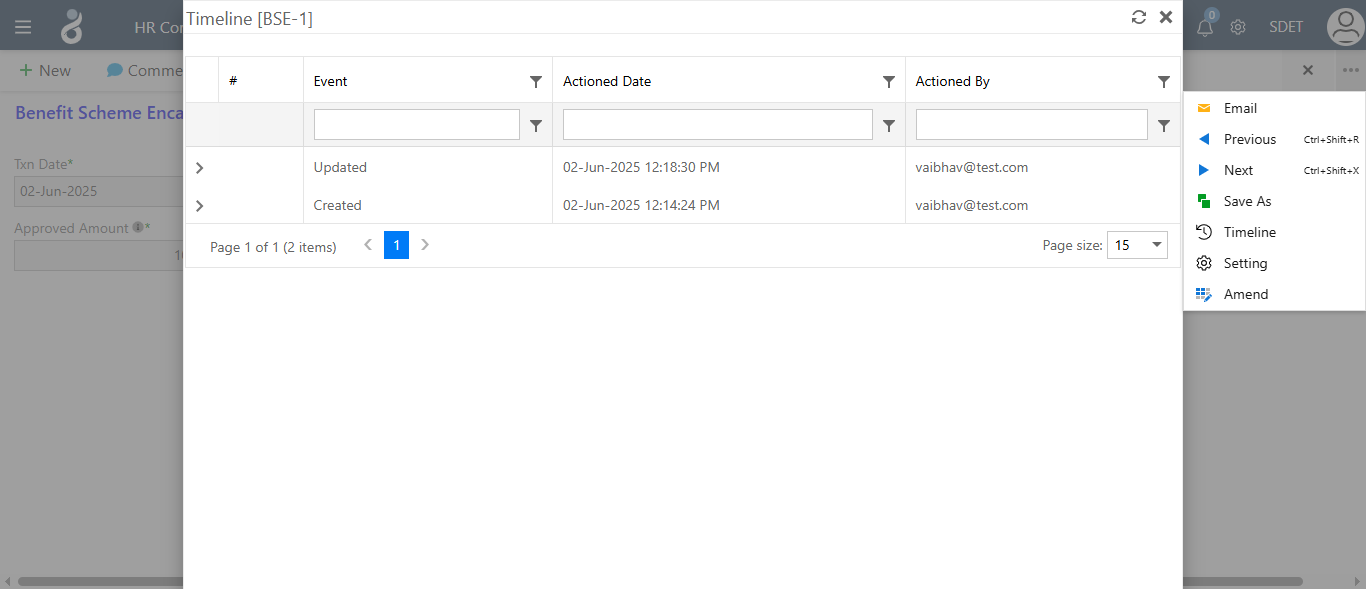 HR Co
Timeline [BSE-1]
0
SDET
New
Comme
Benefit Scheme Enca
Txn Date*
02-Jun-2025
Approved Amount *
# Event Actioned Date Actioned By
Updated 02-Jun-2025 12:18:30 PM vaibhav@test.com
Created 02-Jun-2025 12:14:24 PM vaibhav@test.com
Page 1 of 1 (2 items) 1 Page size: 15
Email
Previous Ctrl+Shift+R
Next Ctrl+Shift+X
Save As
Timeline
Setting
Amend